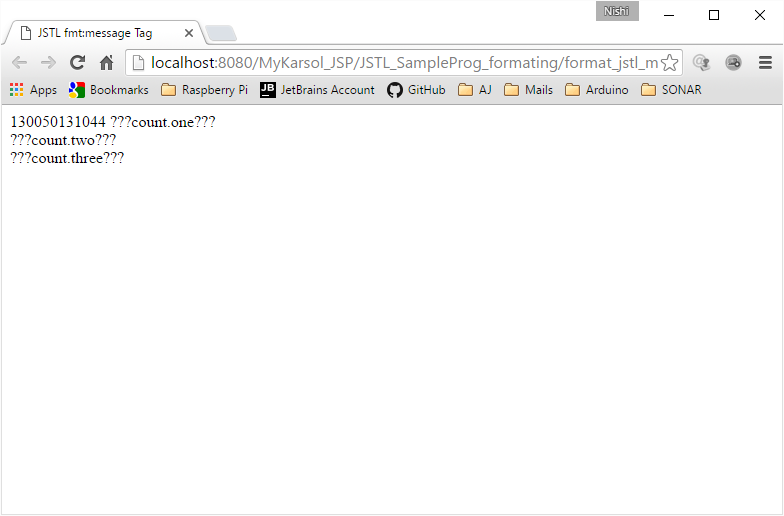 Nishi
JSTL fmt:message Tag
localhost:8080/MyKarsol_JSP/JSTL_SampleProg_formating/format_jstl_m
Apps Bookmarks Raspberry Pi JB JetBrains Account GitHub AJ Mails Arduino SONAR
130050131044 ???count.one???
???count.two???
???count.three???